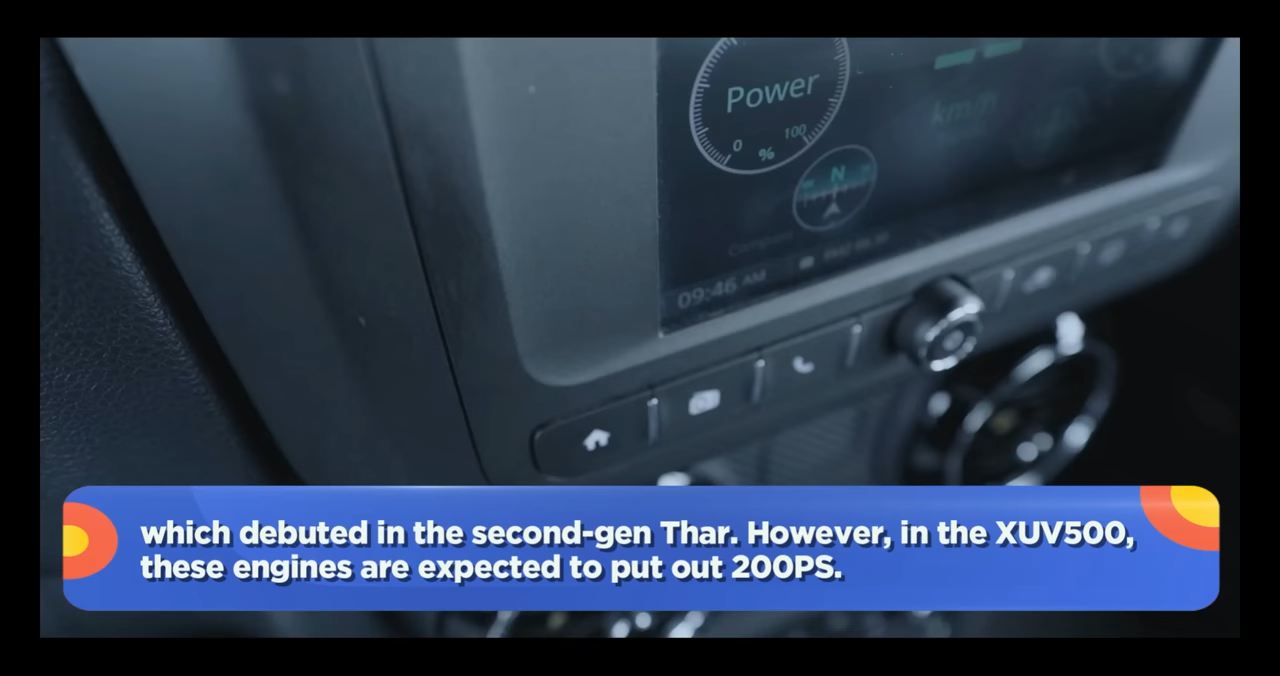 Power
0
100
%
km/h
N
09:46 AM
which debuted in the second-gen Thar. However, in the XUV500,
these engines are expected to put out 200PS.